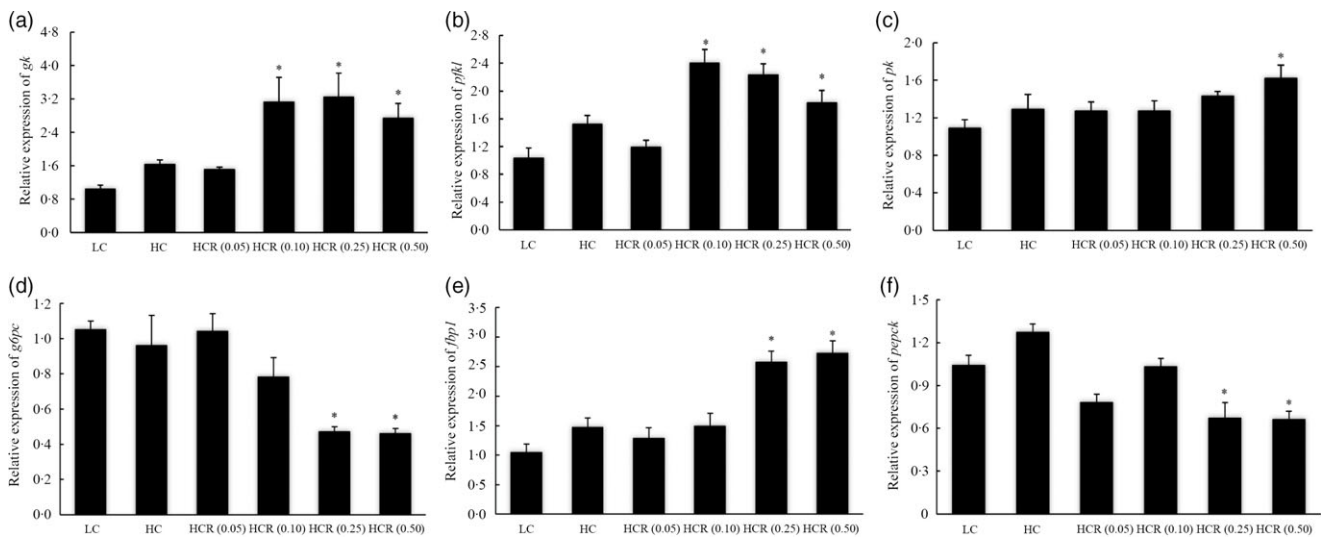 (a)
Relative expression of gk
4·8
4·0
3·2
2·4
1·6
0·8
0·0
* * *
LC HC HCR (0.05) HCR (0.10) HCR (0.25) HCR (0.50)
(b)
Relative expression of pfkl
2·8
2·4
2·0
1·6
1·2
0·8
0·4
0·0
* * *
LC HC HCR (0.05) HCR (0.10) HCR (0.25) HCR (0.50)
(c)
Relative expression of pk
2·0
1·6
1·2
0·8
0·4
0·0
*
LC HC HCR (0.05) HCR (0.10) HCR (0.25) HCR (0.50)
(d)
Relative expression of g6pc
1·2
1·0
0·8
0·6
0·4
0·2
0·0
* *
LC HC HCR (0.05) HCR (0.10) HCR (0.25) HCR (0.50)
(e)
Relative expression of fbp1
3·5
3·0
2·5
2·0
1·5
1·0
0·5
0·0
* *
LC HC HCR (0.05) HCR (0.10) HCR (0.25) HCR (0.50)
(f)
Relative expression of pepck
1·5
1·2
0·9
0·6
0·3
0
* *
LC HC HCR (0.05) HCR (0.10) HCR (0.25) HCR (0.50)